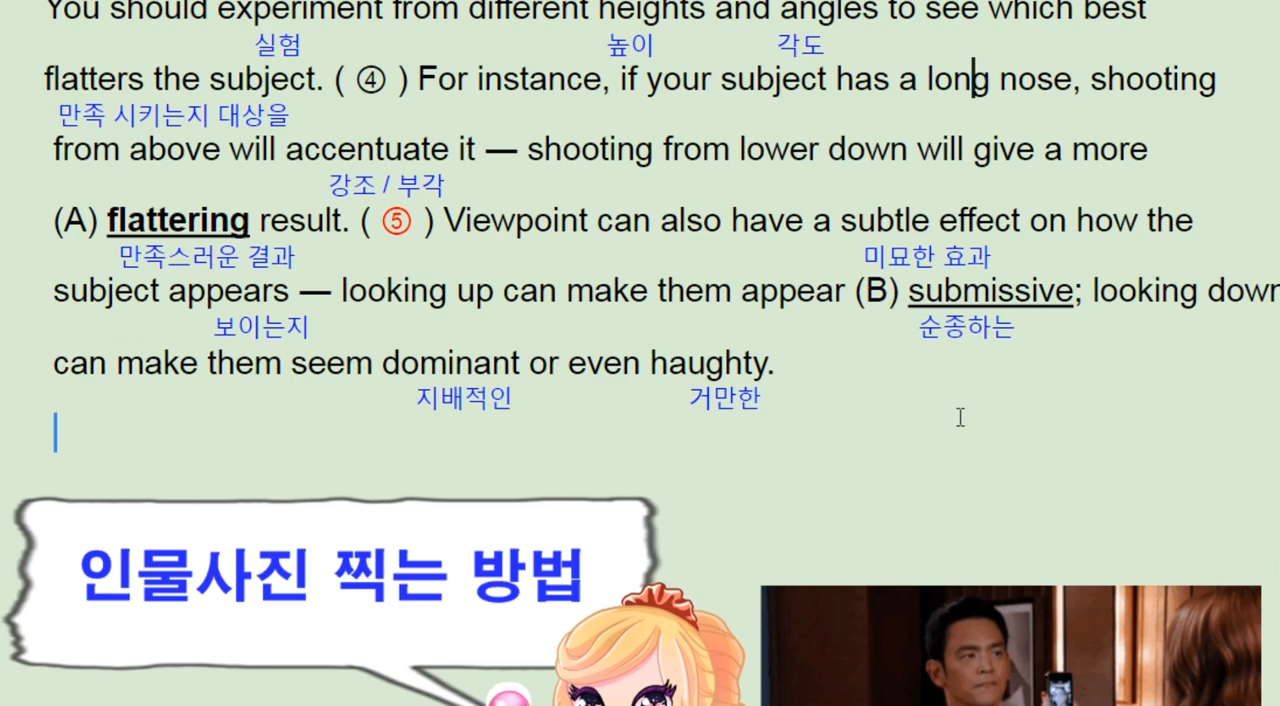 You should experiment from different heights and angles to see which best
실험 높이 각도
flatters the subject. ( ④ ) For instance, if your subject has a long nose, shooting
만족 시키는지 대상을
from above will accentuate it — shooting from lower down will give a more
강조 / 부각
(A) flattering result. ( ⑤ ) Viewpoint can also have a subtle effect on how the
만족스러운 결과 미묘한 효과
subject appears — looking up can make them appear (B) submissive; looking down
보이는지 순종하는
can make them seem dominant or even haughty.
지배적인 거만한
인물사진 찍는 방법